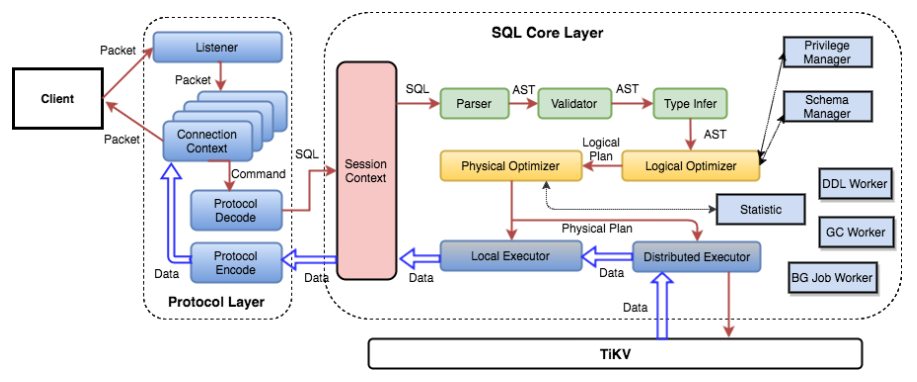 SQL Core Layer
Packet
Listener
Privilege
Manager
Client
Packet
SQL
Parser
AST
Validator
AST
Type Infer
Schema
Manager
Packet
Connection
Context
SQL
Session
Context
AST
Logical
Plan
Physical Optimizer
Logical Optimizer
Command
DDL Worker
Protocol
Decode
Statistic
Physical Plan
GC Worker
Protocol
Encode
Local Executor
Distributed Executor
Data
Data
Data
Data
BG Job Worker
Protocol Layer
Data
TiKV